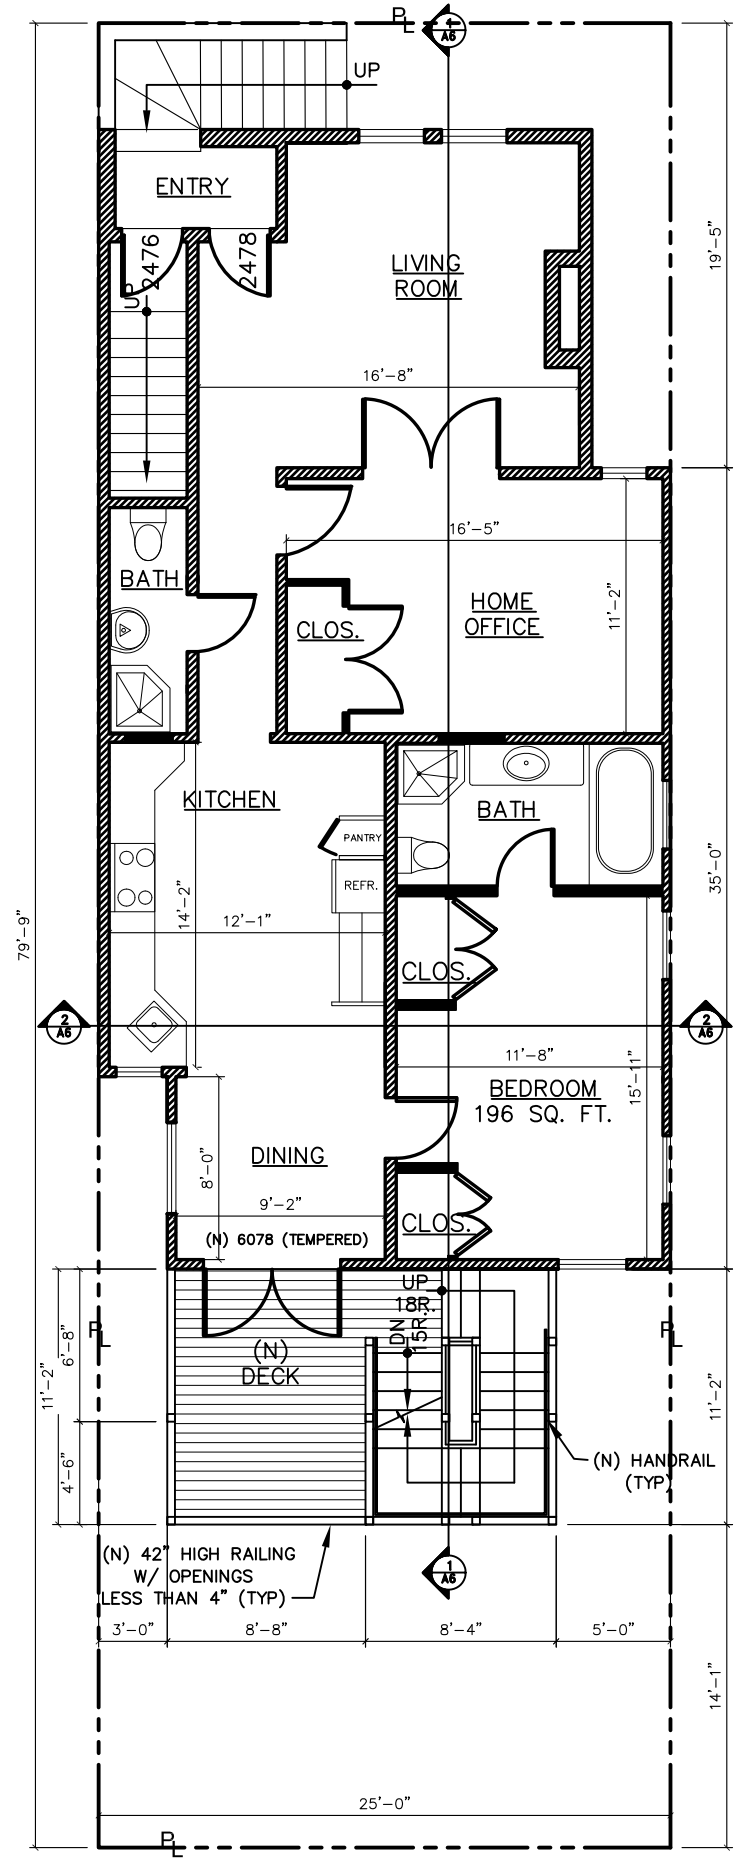 PL
1
A6
UP
ENTRY
2476
2478
UP
LIVING
ROOM
19'-5"
16'-8"
16'-5"
BATH
CLOS.
HOME
OFFICE
11'-2"
KITCHEN
BATH
PANTRY
REFR.
14'-2"
12'-1"
35'-0"
79'-9"
CLOS.
2
A6
2
A6
11'-8"
BEDROOM
196 SQ. FT.
15'-11"
DINING
8'-0"
9'-2"
(N) 6078 (TEMPERED)
CLOS.
UP
18R.
DN
15R.
PL
PL
(N)
DECK
6'-8"
11'-2"
4'-6"
11'-2"
(N) HANDRAIL
(TYP)
(N) 42" HIGH RAILING
W/ OPENINGS
LESS THAN 4" (TYP)
1
A6
3'-0"
8'-8"
8'-4"
5'-0"
14'-1"
25'-0"
PL